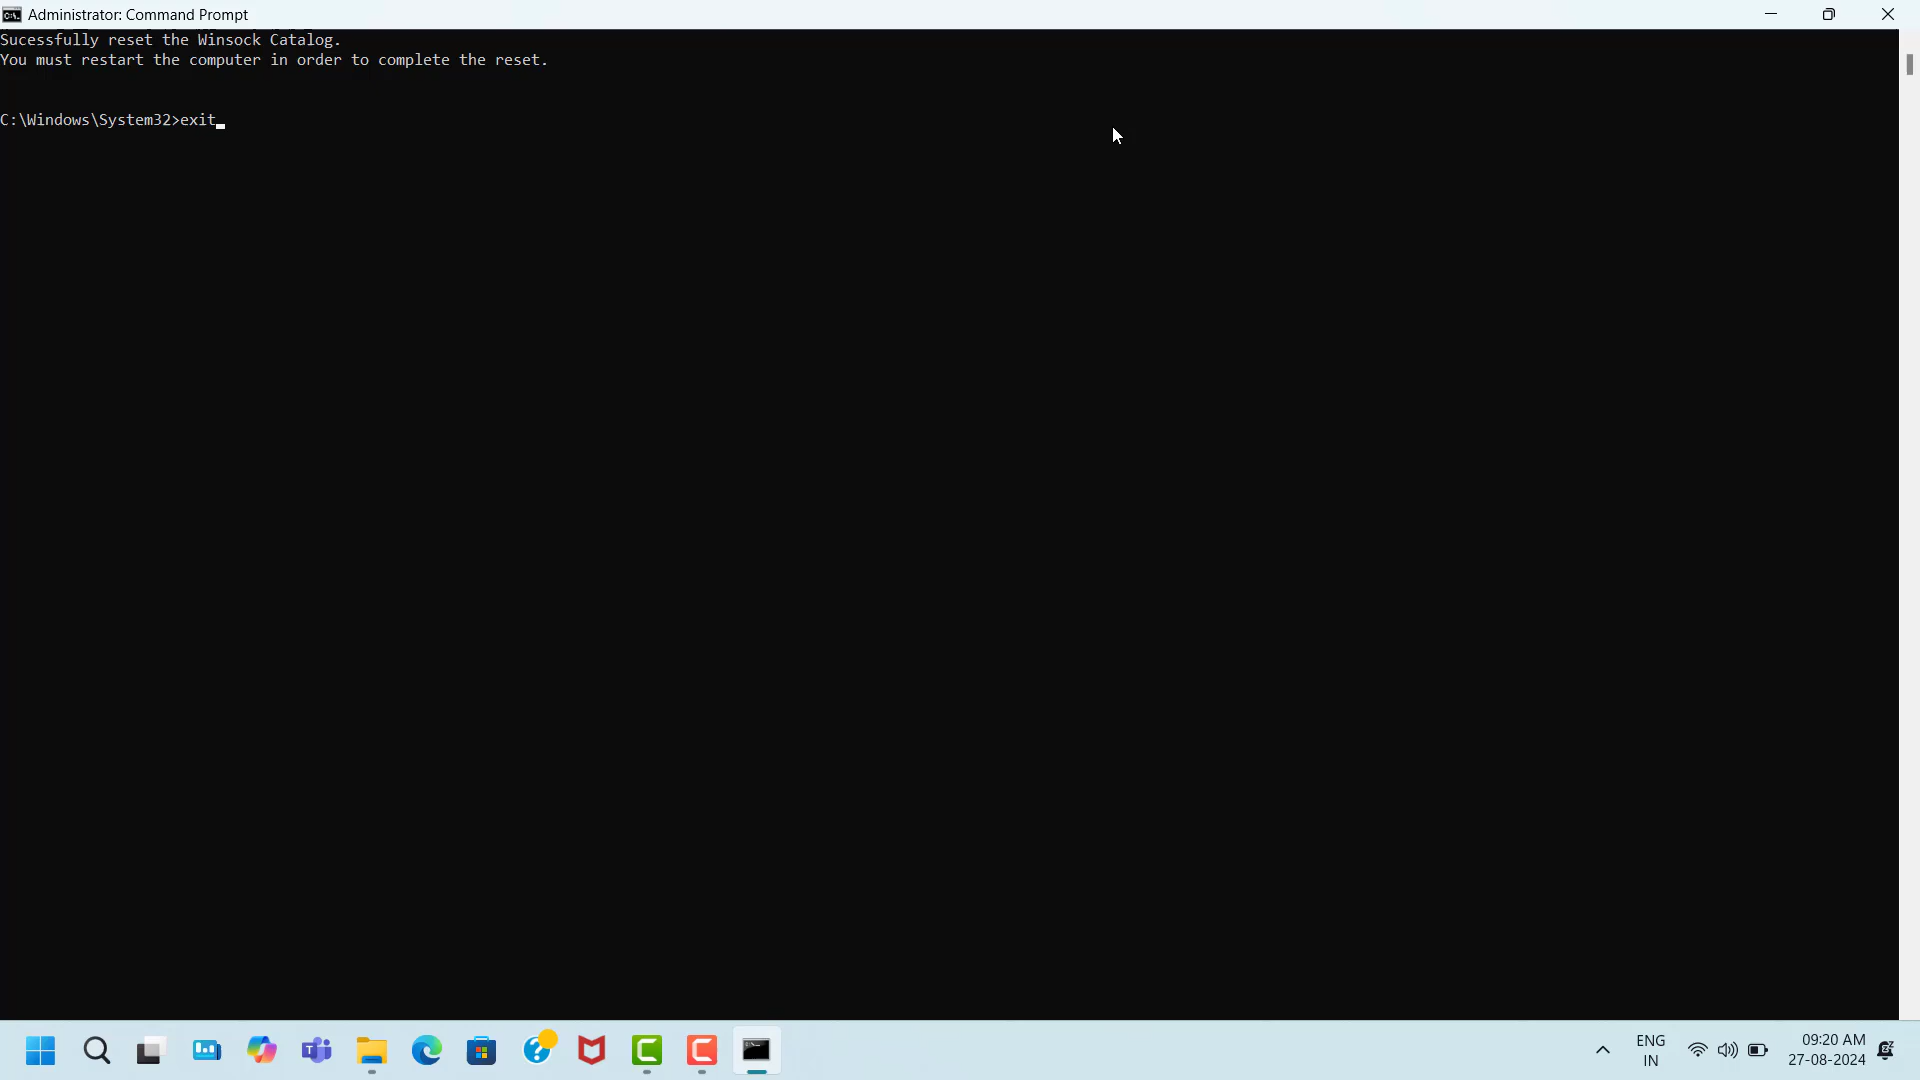 Administrator: Command Prompt
Sucessfully reset the Winsock Catalog.
You must restart the computer in order to complete the reset.
C:\Windows\System32>exit
ENG
IN
09:20 AM
27-08-2024